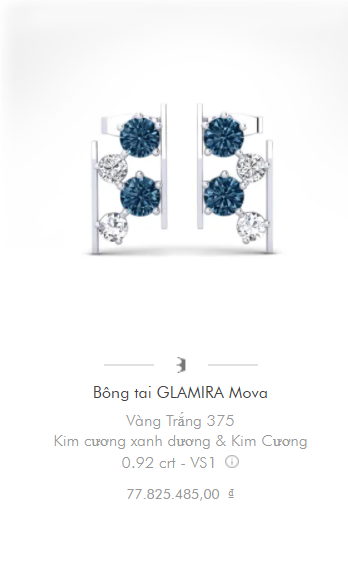 Bông tai GLAMIRA Mova
Vàng Trắng 375
Kim cương xanh dương & Kim Cương
0.92 crt - VS1
77.825.485,00 ₫